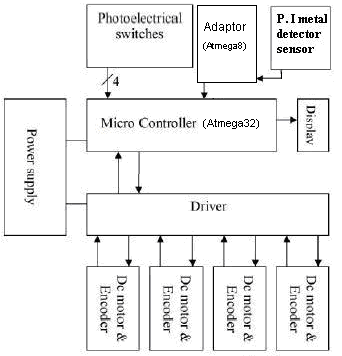 Photoelectrical
switches
Adaptor
(Atmega8)
P. I metal
detector
sensor
4
Micro Controller (Atmega32)
Display
Power supply
Driver
Dc motor &
Encoder
Dc motor &
Encoder
Dc motor &
Encoder
Dc motor &
Encoder